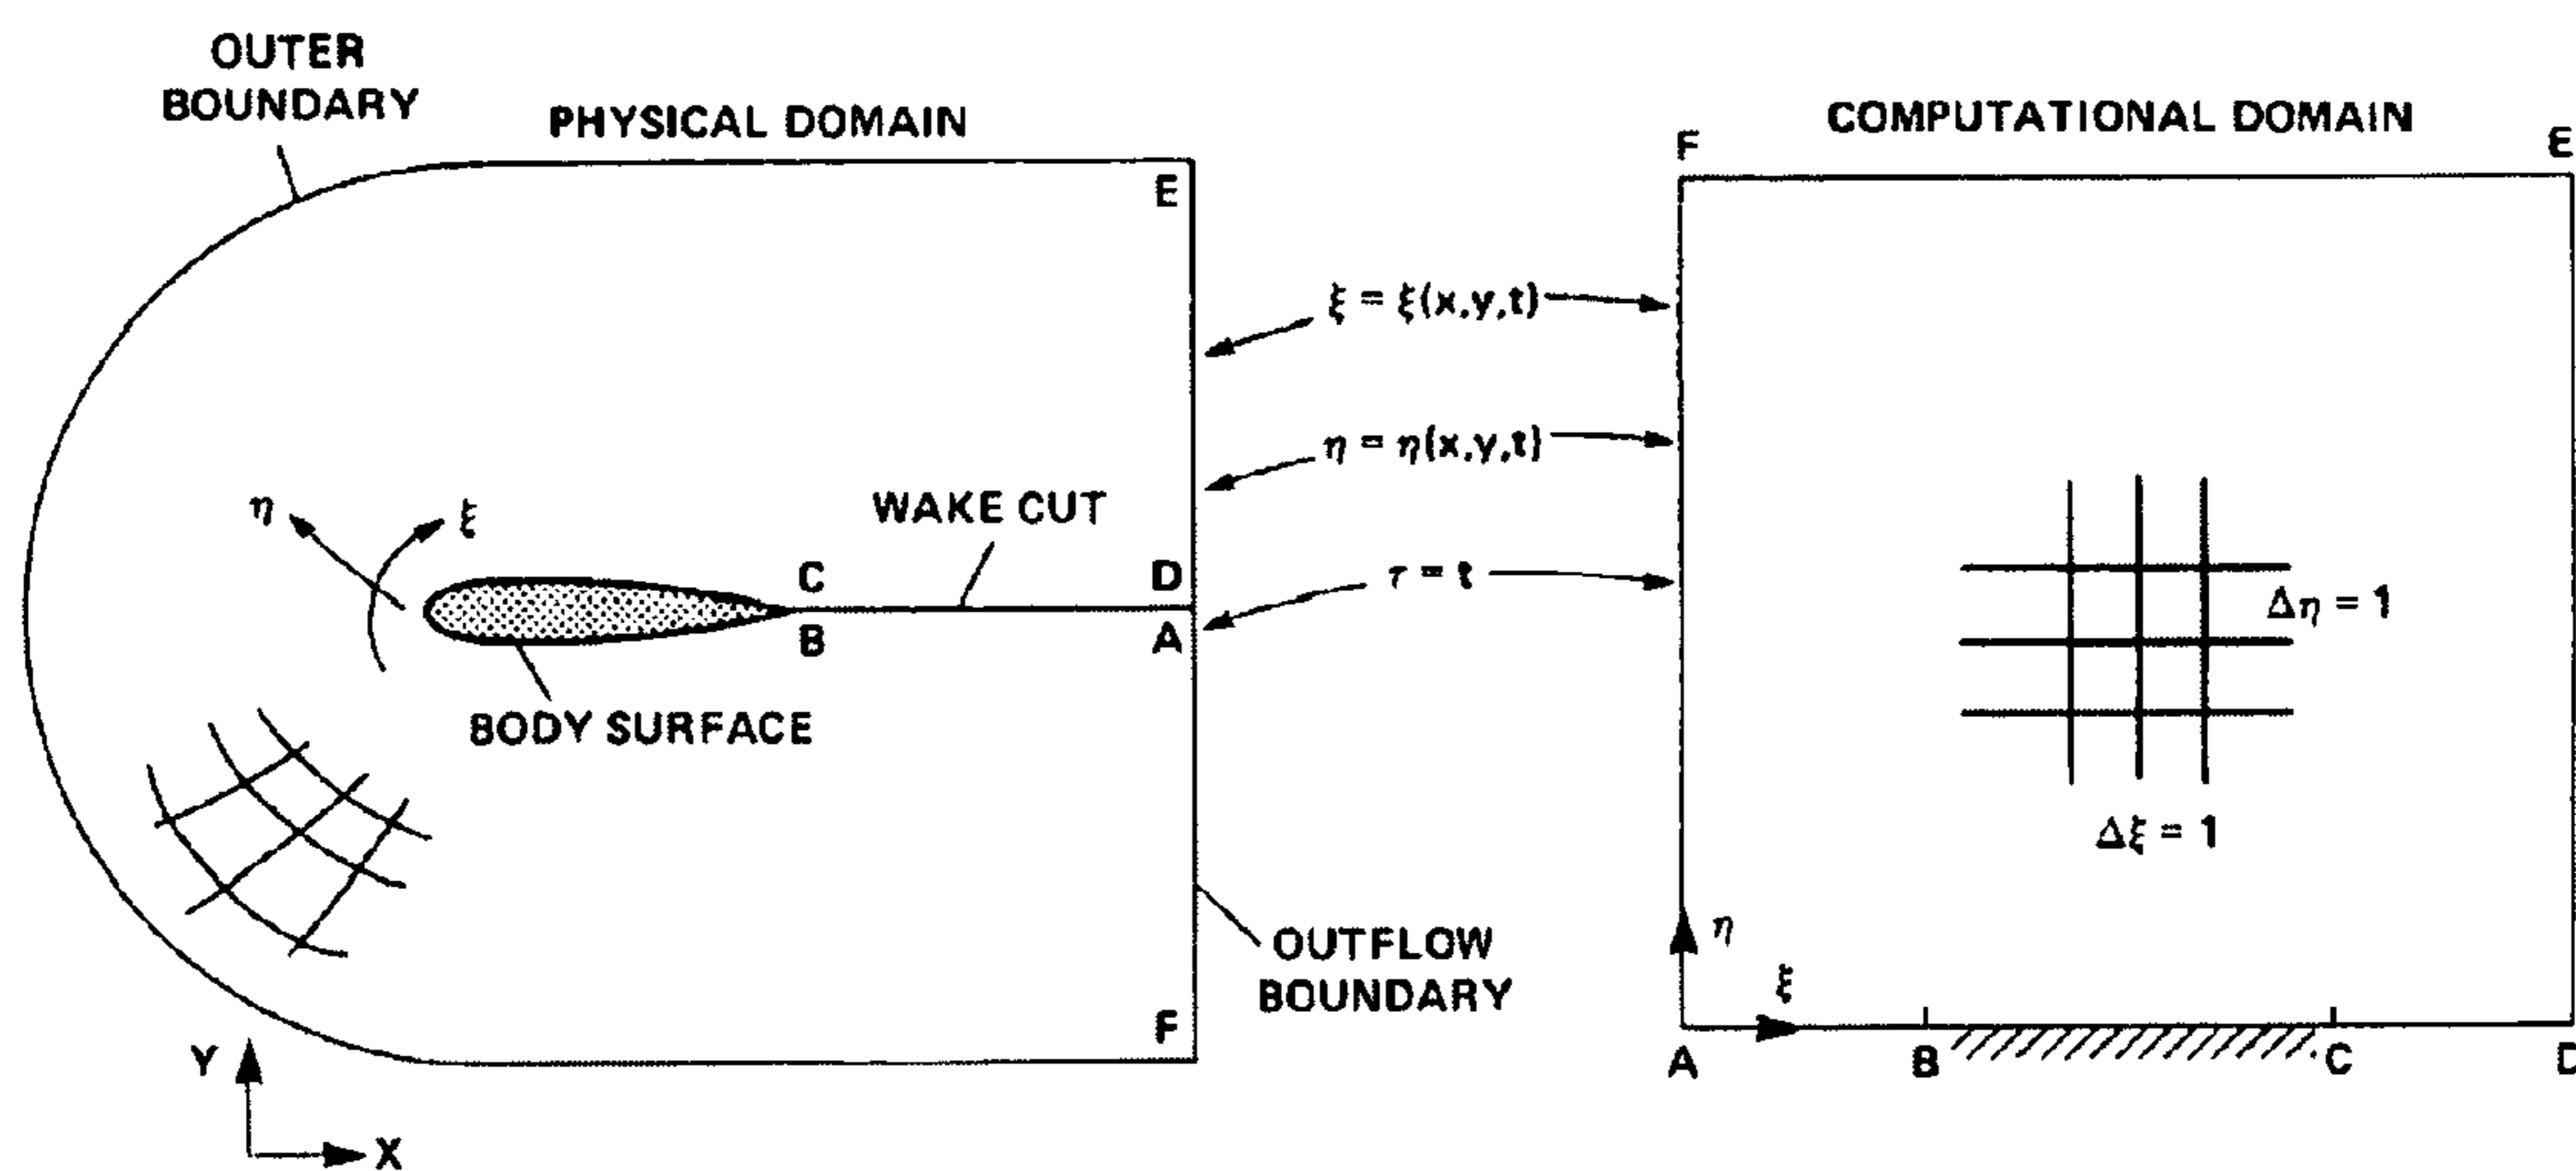 OUTER
BOUNDARY
PHYSICAL DOMAIN
E
η
ξ
WAKE CUT
C
D
B
A
BODY SURFACE
OUTFLOW
BOUNDARY
F
Y
X
ξ = ξ(x,y,t)
η = η(x,y,t)
τ = t
COMPUTATIONAL DOMAIN
F
E
Δη = 1
Δξ = 1
η
ξ
A
B
C
D